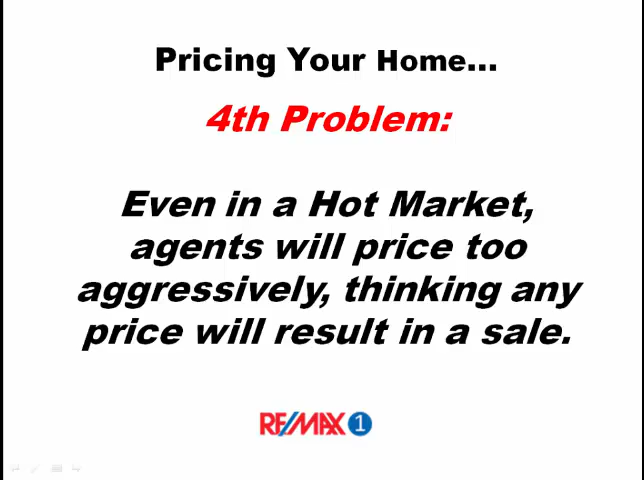 Pricing Your Home...
4th Problem:
Even in a Hot Market,
agents will price too
aggressively, thinking any
price will result in a sale.
RE/MAX 1